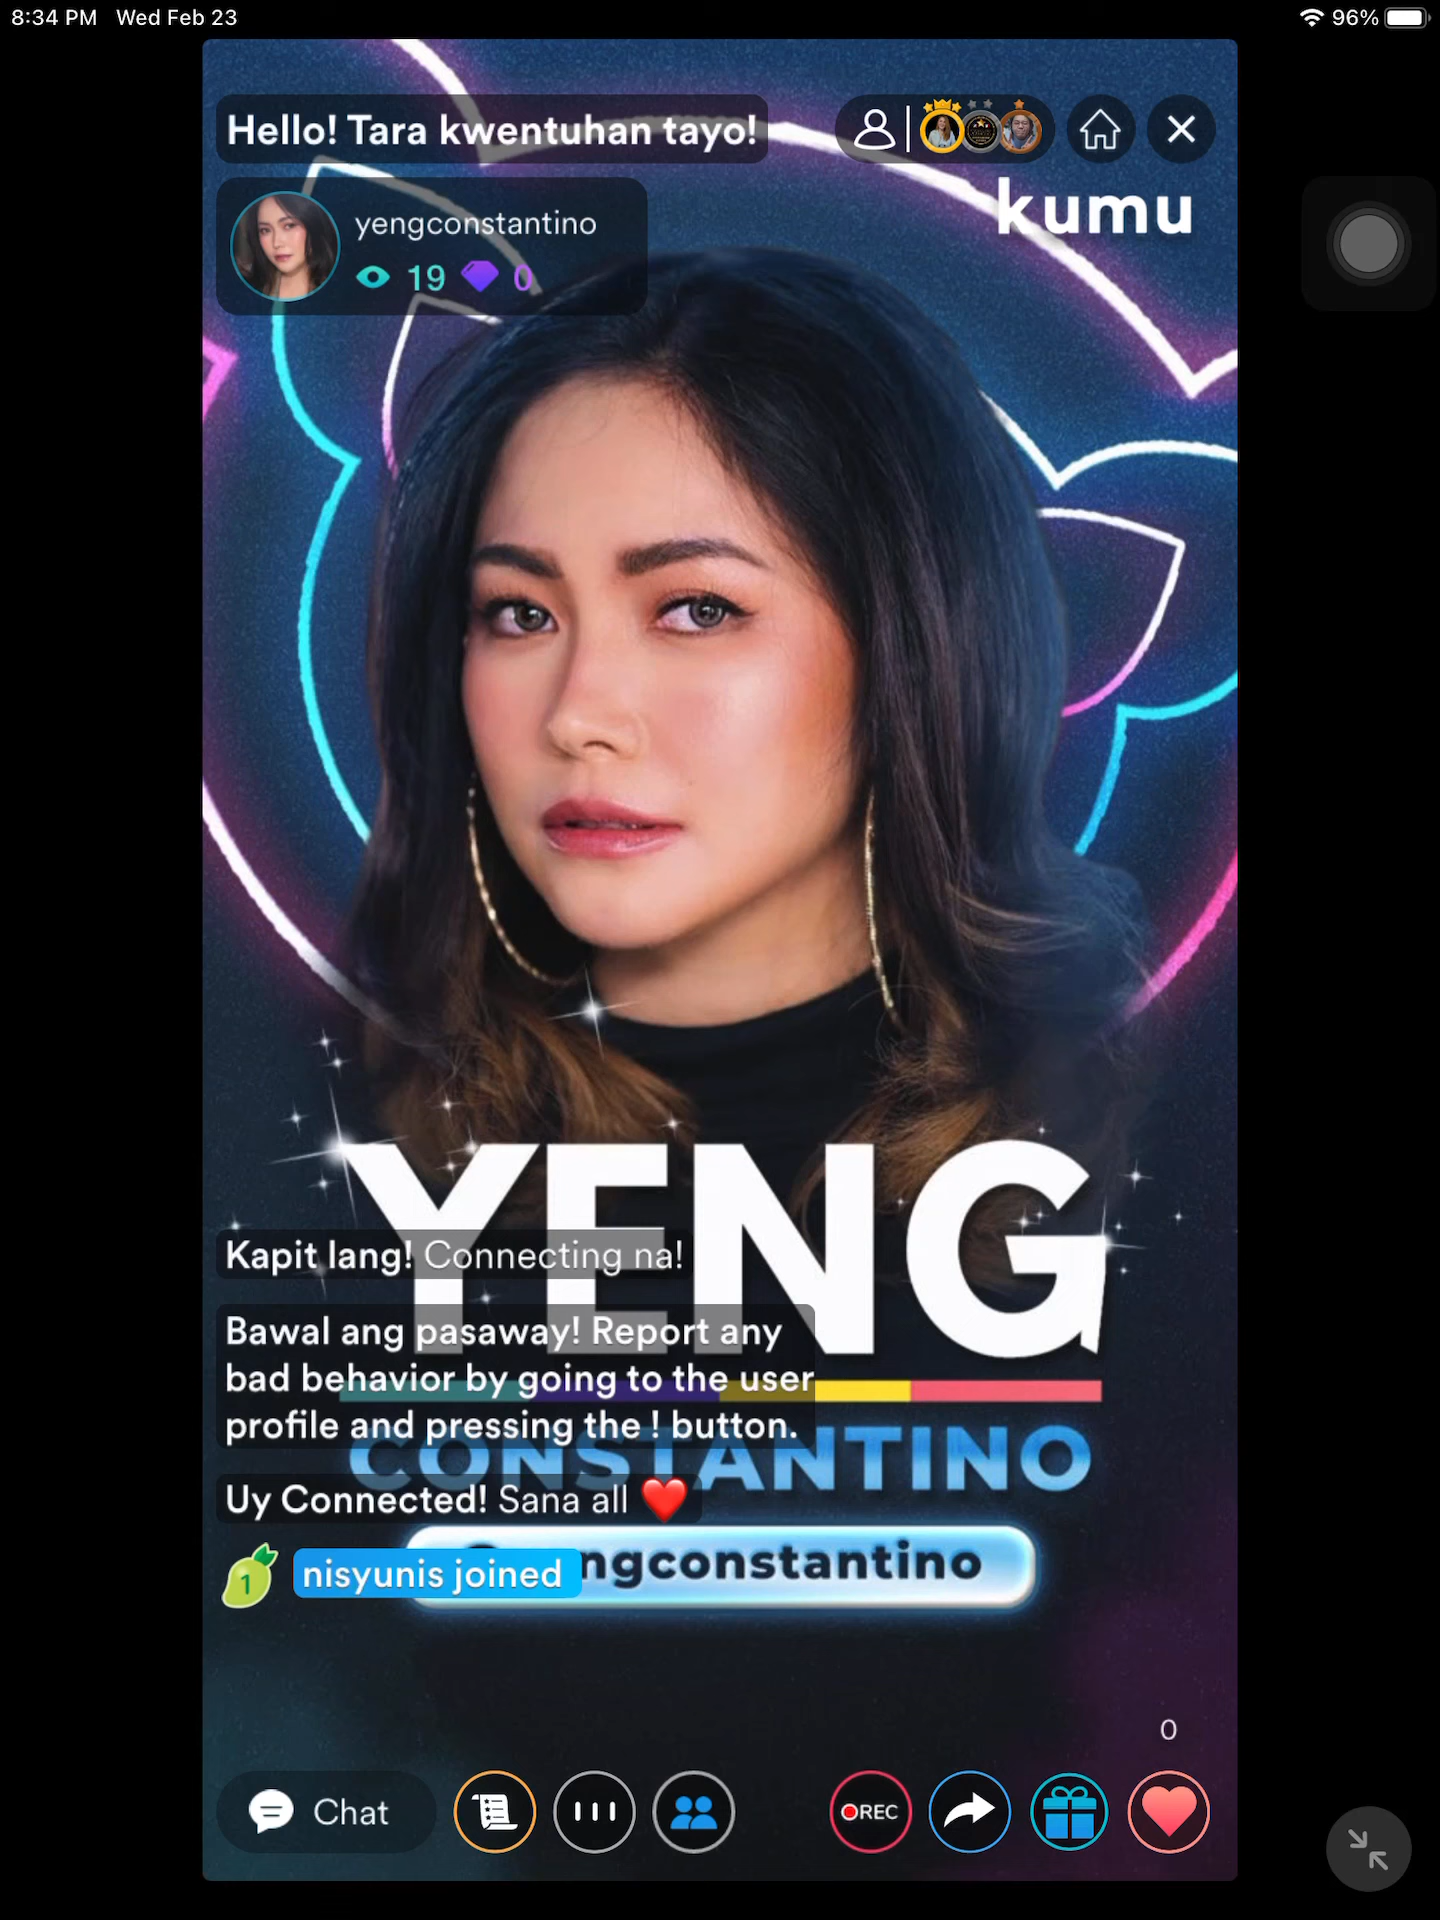 8:34 PM Wed Feb 23
96%
Hello! Tara kwentuhan tayo!
kumu
yengconstantino
19 0
YENG
Kapit lang! Connecting na!
Bawal ang pasaway! Report any
bad behavior by going to the user
profile and pressing the ! button.
CONSTANTINO
Uy Connected! Sana all ❤️
ngconstantino
1 nisyunis joined
0
Chat
REC